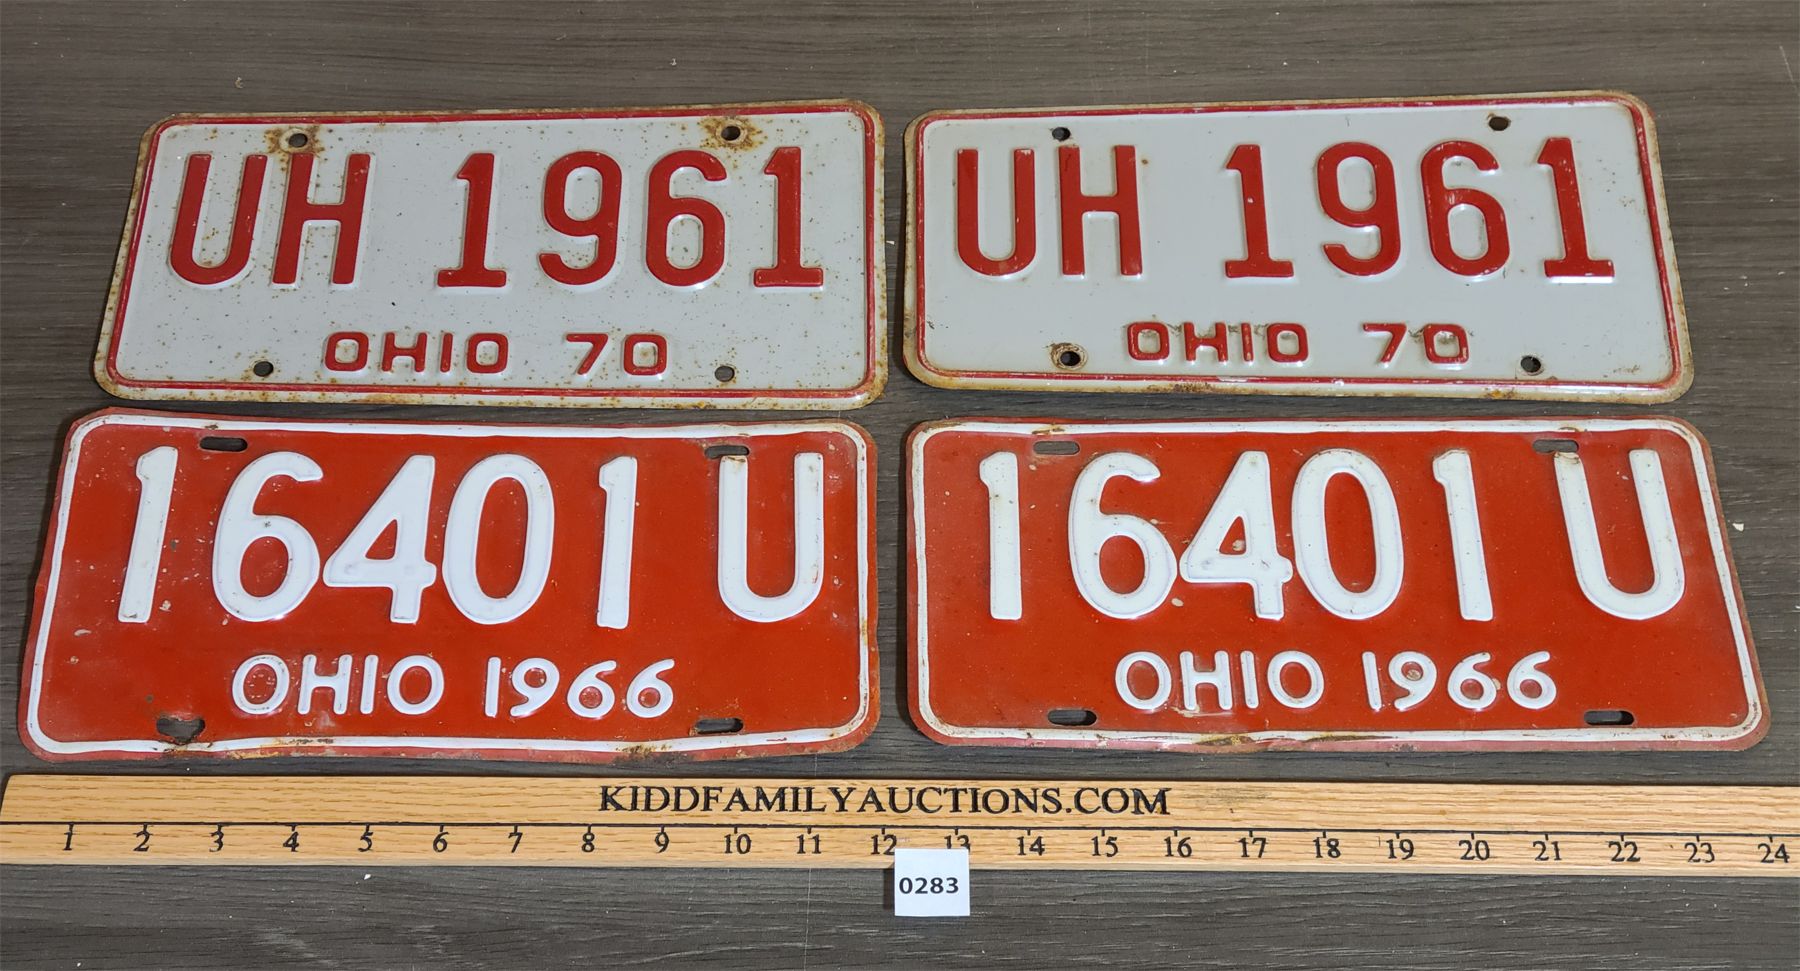 UH 1961
OHIO 70
UH 1961
OHIO 70
16401 U
OHIO 1966
16401 U
OHIO 1966
KIDDFAMILYAUCTIONS.COM
1 2 3 4 5 6 7 8 9 10 11 12 13 14 15 16 17 18 19 20 21 22 23 24
0283